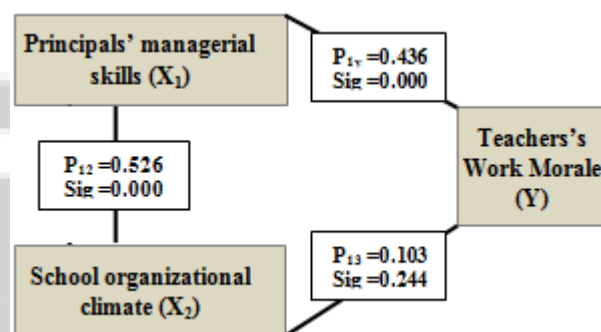 Principals' managerial
skills (X₁)
P₁ᵧ =0.436
Sig =0.000
P₁₂ =0.526
Sig =0.000
Teachers's
Work Morale
(Y)
School organizational
climate (X₂)
P₁₃ =0.103
Sig =0.244